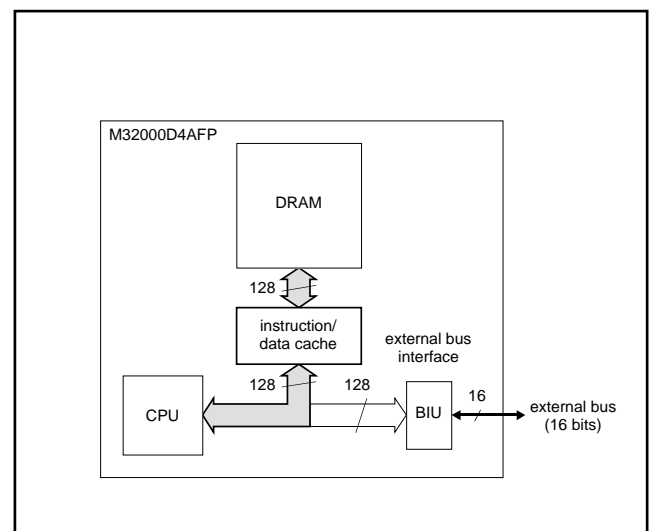 M32000D4AFP
DRAM
128
instruction/
data cache
external bus
interface
128
128
16
CPU
BIU
external bus
(16 bits)